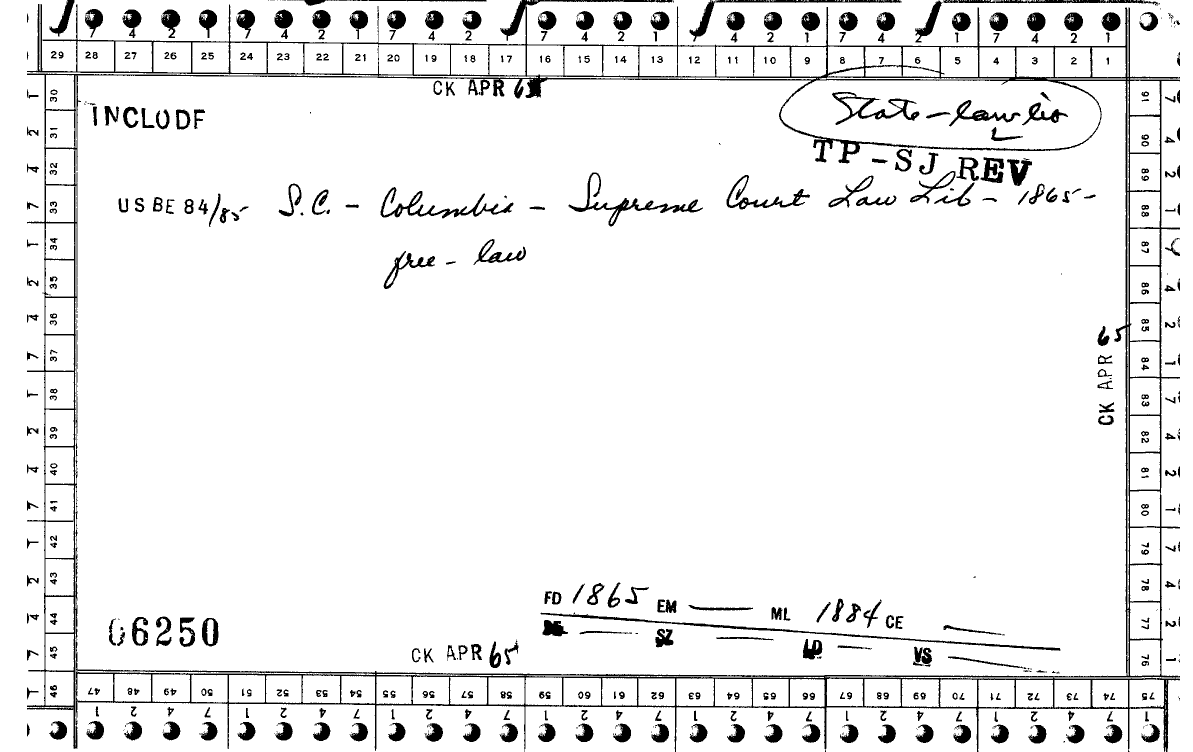 7 4 2 1 7 4 2 1 7 4 2 1 7 4 2 1 7 4 2 1 7 4 2 1 7 4 2 1
29 28 27 26 25 24 23 22 21 20 19 18 17 16 15 14 13 12 11 10 9 8 7 6 5 4 3 2 1
CK APR 65
State-law lib
INCLUDE
TP-SJ REV
USBE 84/85 S.C. - Columbia - Supreme Court Law Lib - 1865-
free - law
CK APR 65
FD 1865 EM — ML 1884 CE —
SZ — LD — VS —
06250
CK APR 65
30 31 32 33 34 35 36 37 38 39 40 41 42 43 44 45 46
91 90 89 88 87 86 85 84 83 82 81 80 79 78 77 76 75
47 48 49 50 51 52 53 54 55 56 57 58 59 60 61 62 63 64 65 66 67 68 69 70 71 72 73 74 75
1 2 4 7 1 2 4 7 1 2 4 7 1 2 4 7 1 2 4 7 1 2 4 7 1 2 4 7 1